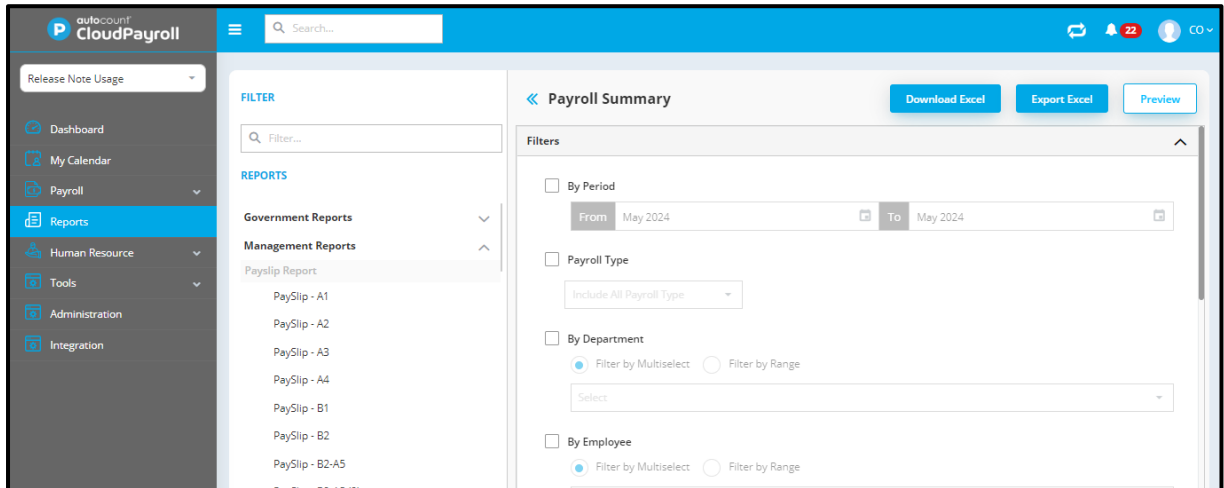 autocount
CloudPayroll
Search...
22
CO
Release Note Usage
Dashboard
My Calendar
Payroll
Reports
Human Resource
Tools
Administration
Integration
FILTER
Filter...
REPORTS
Government Reports
Management Reports
Payslip Report
PaySlip - A1
PaySlip - A2
PaySlip - A3
PaySlip - A4
PaySlip - B1
PaySlip - B2
PaySlip - B2-A5
Payroll Summary
Download Excel Export Excel Preview
Filters
By Period
From May 2024 To May 2024
Payroll Type
Include All Payroll Type
By Department
Filter by Multiselect Filter by Range
Select
By Employee
Filter by Multiselect Filter by Range